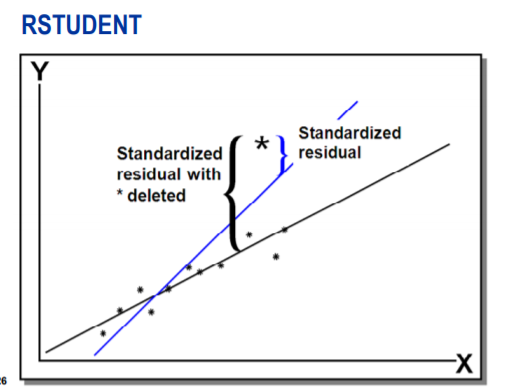 RSTUDENT
Y
Standardized
residual with
* deleted
*
Standardized
residual
X
26